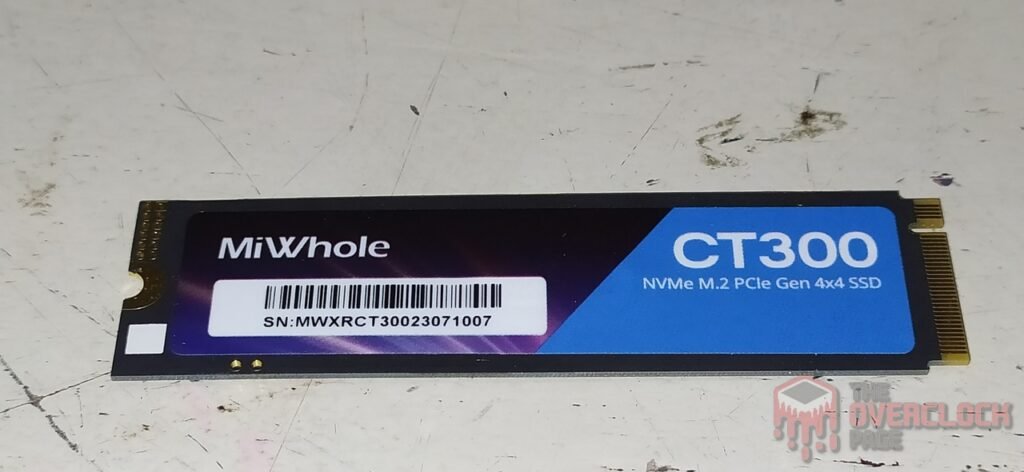 MiWhole
SN:MWXRCT30023071007
CT300
NVMe M.2 PCIe Gen 4x4 SSD
THE
OVERCLOCK
PAGE